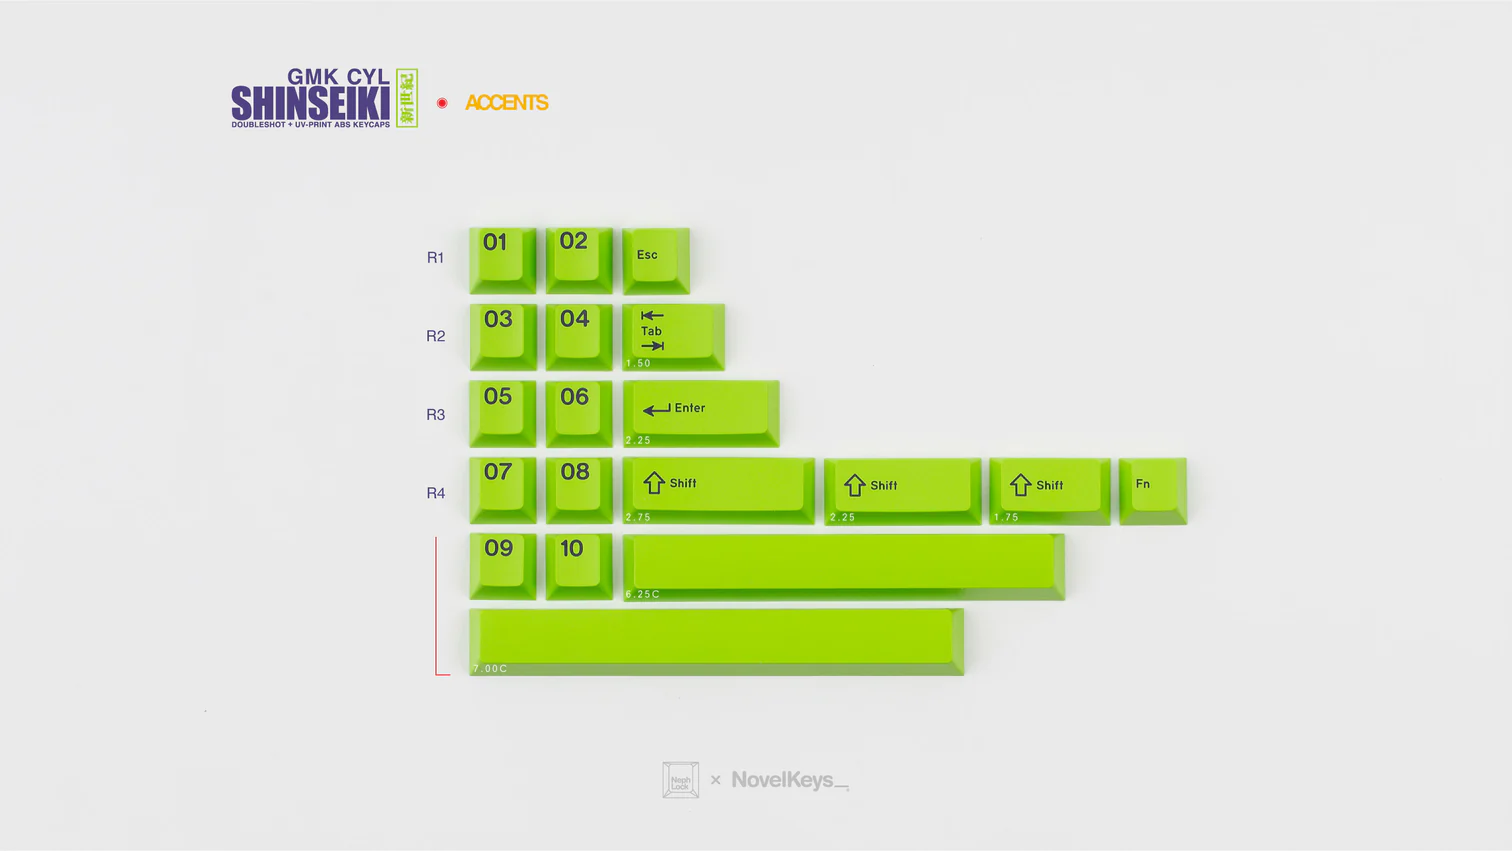 GMK CYL
SHINSEIKI
DOUBLESHOT + UV-PRINT ABS KEYCAPS
新世紀
ACCENTS
R1
01
02
Esc
R2
03
04
Tab
1.50
R3
05
06
Enter
2.25
R4
07
08
Shift
2.75
Shift
2.25
Shift
1.75
Fn
09
10
6.25C
7.00C
Neph
Lock
× NovelKeys_